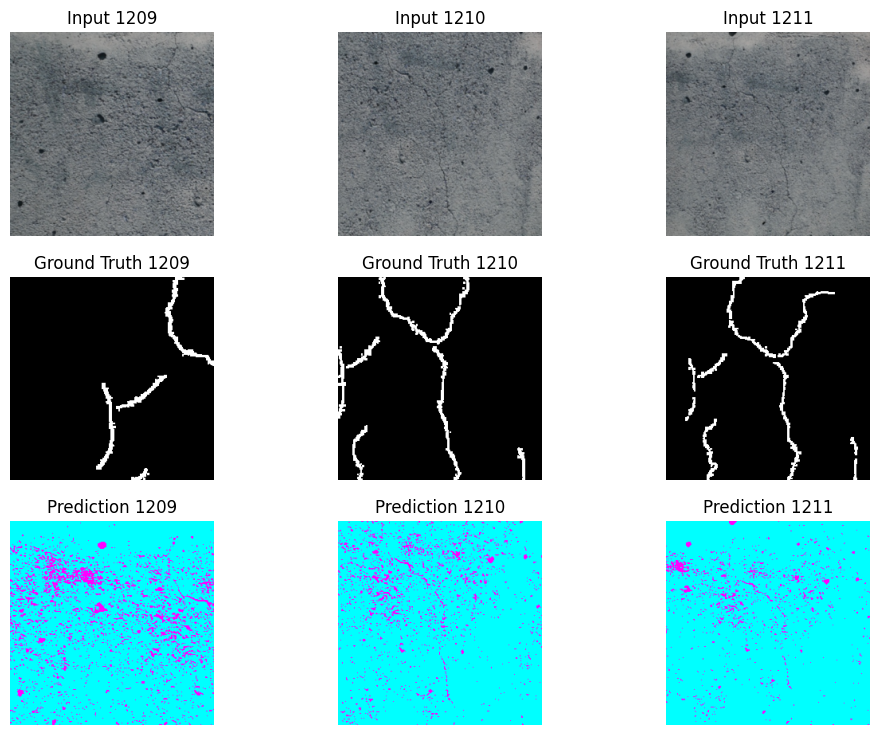 Input 1209
Input 1210
Input 1211
Ground Truth 1209
Ground Truth 1210
Ground Truth 1211
Prediction 1209
Prediction 1210
Prediction 1211